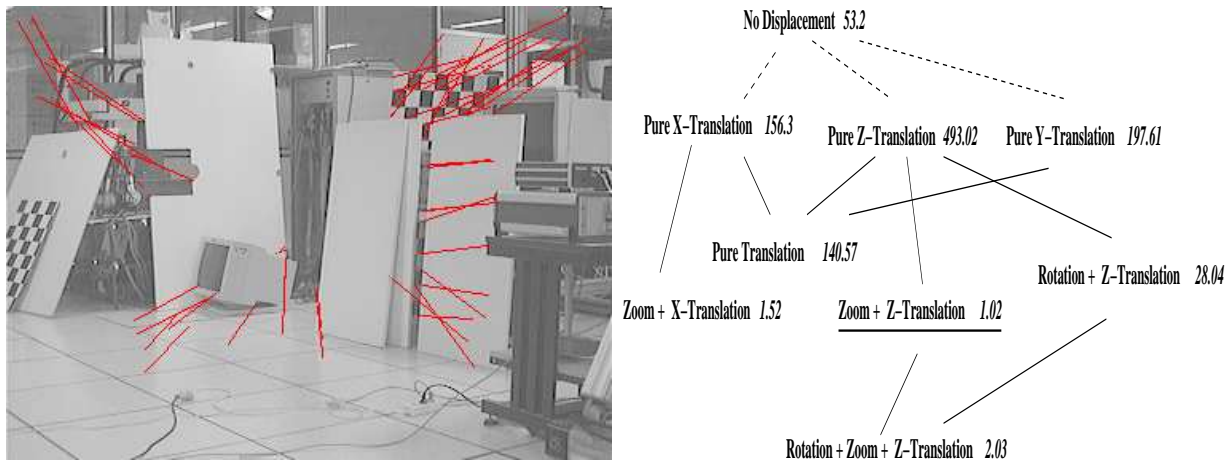 No Displacement 53.2
Pure X-Translation 156.3
Pure Z-Translation 493.02
Pure Y-Translation 197.61
Pure Translation 140.57
Rotation + Z-Translation 28.04
Zoom + X-Translation 1.52
Zoom + Z-Translation 1.02
Rotation + Zoom + Z-Translation 2.03